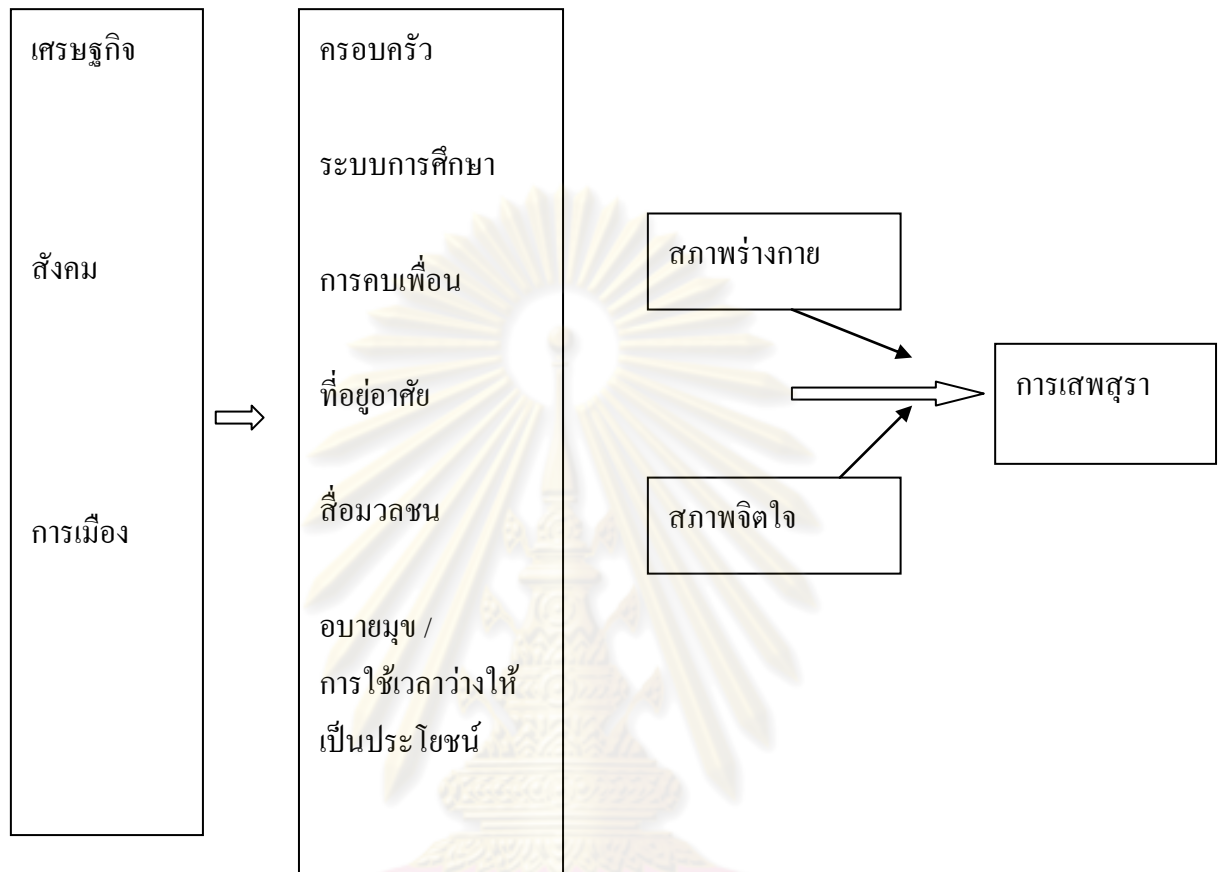 เศรษฐกิจ
สังคม
การเมือง
ครอบครัว
ระบบการศึกษา
การคบเพื่อน
ที่อยู่อาศัย
สื่อมวลชน
อบายมุข /
การใช้เวลาว่างให้
เป็นประโยชน์
สภาพร่างกาย
สภาพจิตใจ
การเสพสุรา